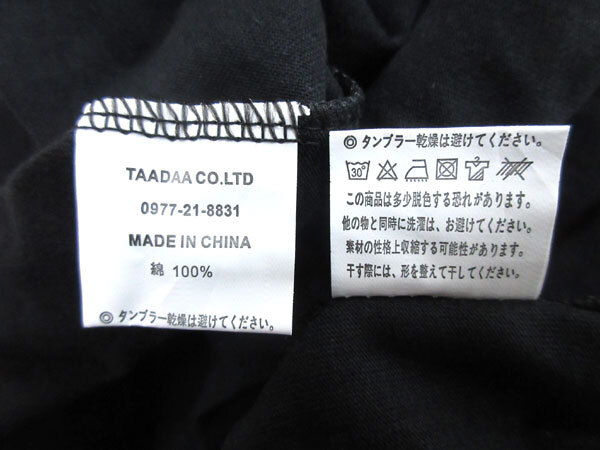 TAADAA CO.LTD
0977-21-8831
MADE IN CHINA
綿 100%
◎タンブラー乾燥は避けてください。
◎タンブラー乾燥は避けてください。
30°
この商品は多少脱色する恐れがあります。
他の物と同時に洗濯は、お避けてください。
素材の性格上収縮する可能性があります。
干す際には、形を整えて干してください。